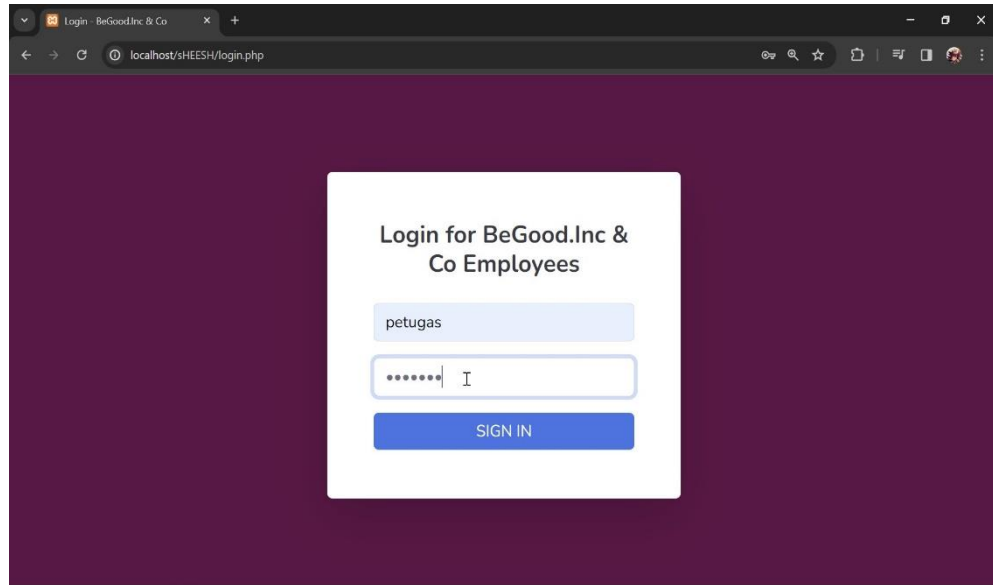 Login - BeGood.Inc & Co
localhost/sHEESH/login.php
Login for BeGood.Inc &
Co Employees
petugas
•••••••
SIGN IN